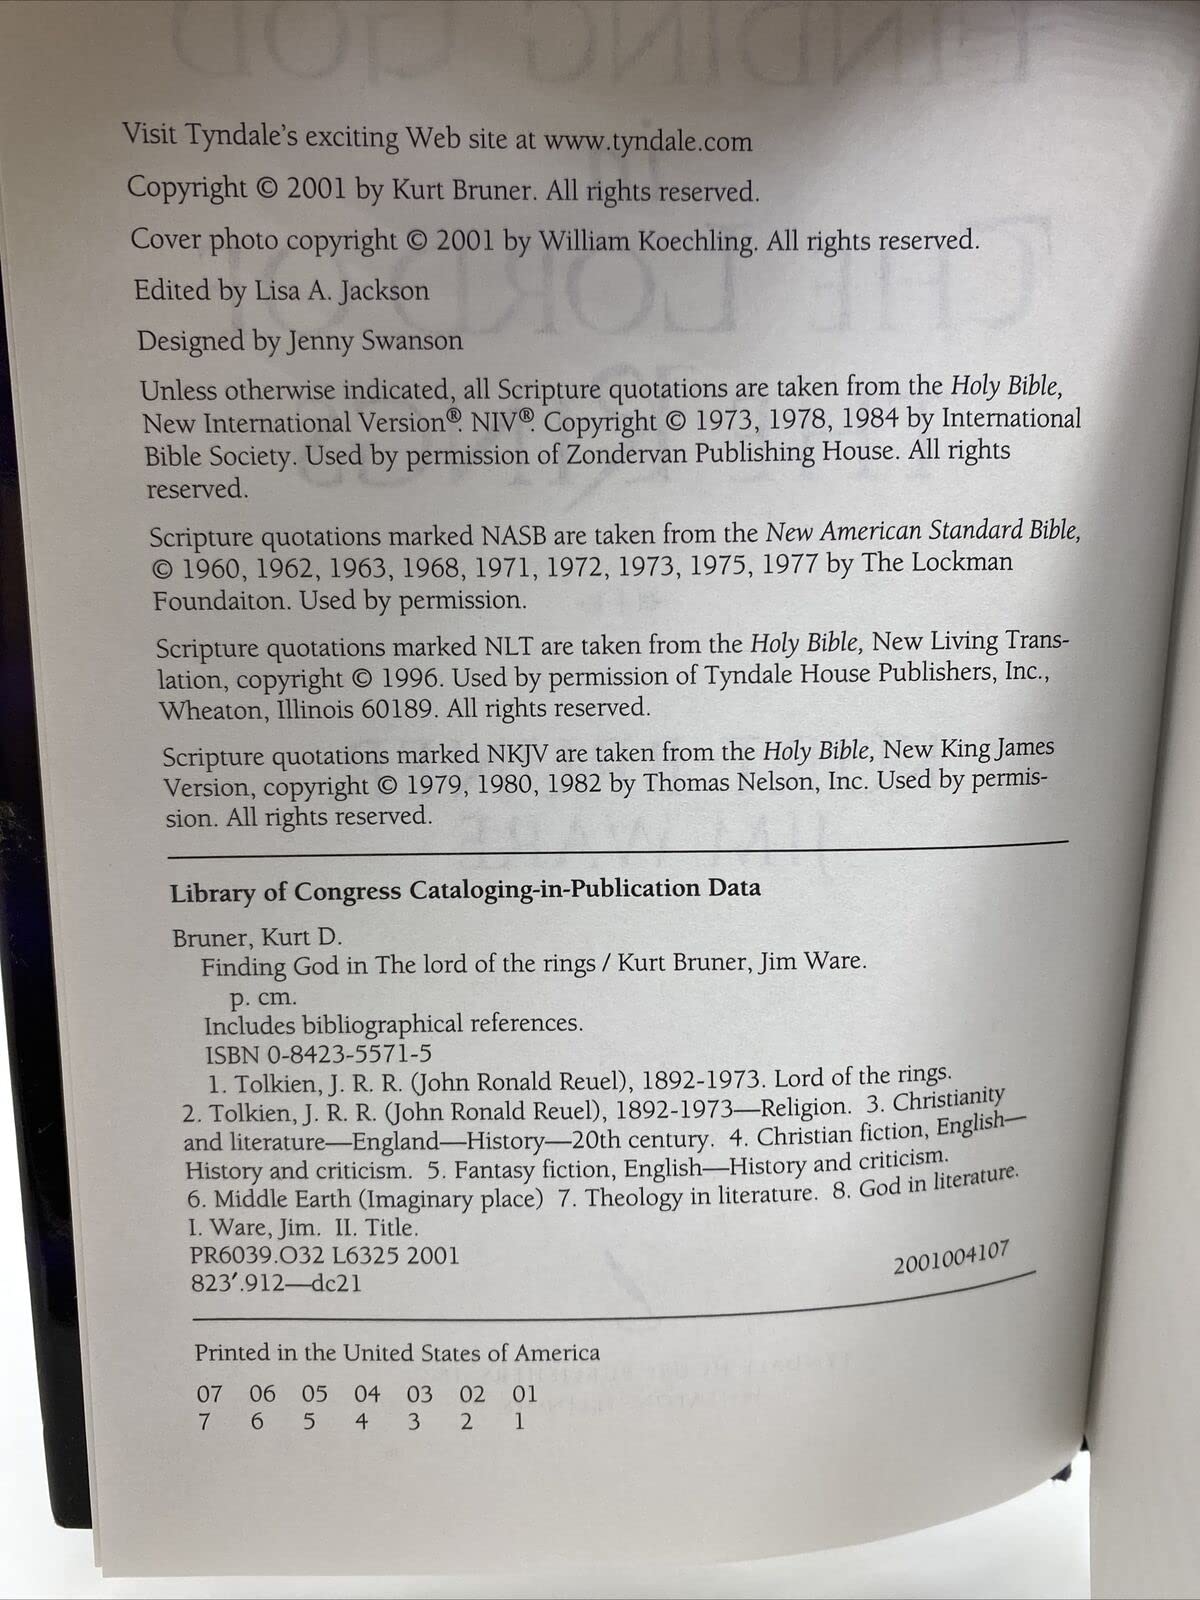 Visit Tyndale's exciting Web site at www.tyndale.com
Copyright © 2001 by Kurt Bruner. All rights reserved.
Cover photo copyright © 2001 by William Koechling. All rights reserved.
Edited by Lisa A. Jackson
Designed by Jenny Swanson
Unless otherwise indicated, all Scripture quotations are taken from the Holy Bible,
New International Version®. NIV®. Copyright © 1973, 1978, 1984 by International
Bible Society. Used by permission of Zondervan Publishing House. All rights
reserved.
Scripture quotations marked NASB are taken from the New American Standard Bible,
© 1960, 1962, 1963, 1968, 1971, 1972, 1973, 1975, 1977 by The Lockman
Foundaiton. Used by permission.
Scripture quotations marked NLT are taken from the Holy Bible, New Living Trans-
lation, copyright © 1996. Used by permission of Tyndale House Publishers, Inc.,
Wheaton, Illinois 60189. All rights reserved.
Scripture quotations marked NKJV are taken from the Holy Bible, New King James
Version, copyright © 1979, 1980, 1982 by Thomas Nelson, Inc. Used by permis-
sion. All rights reserved.
Library of Congress Cataloging-in-Publication Data
Bruner, Kurt D.
Finding God in The lord of the rings / Kurt Bruner, Jim Ware.
p. cm.
Includes bibliographical references.
ISBN 0-8423-5571-5
1. Tolkien, J. R. R. (John Ronald Reuel), 1892-1973. Lord of the rings.
2. Tolkien, J. R. R. (John Ronald Reuel), 1892-1973—Religion. 3. Christianity
and literature—England—History—20th century. 4. Christian fiction, English—
History and criticism. 5. Fantasy fiction, English—History and criticism.
6. Middle Earth (Imaginary place) 7. Theology in literature. 8. God in literature.
I. Ware, Jim. II. Title.
PR6039.O32 L6325 2001
823′.912—dc21 2001004107
Printed in the United States of America
07 06 05 04 03 02 01
7 6 5 4 3 2 1